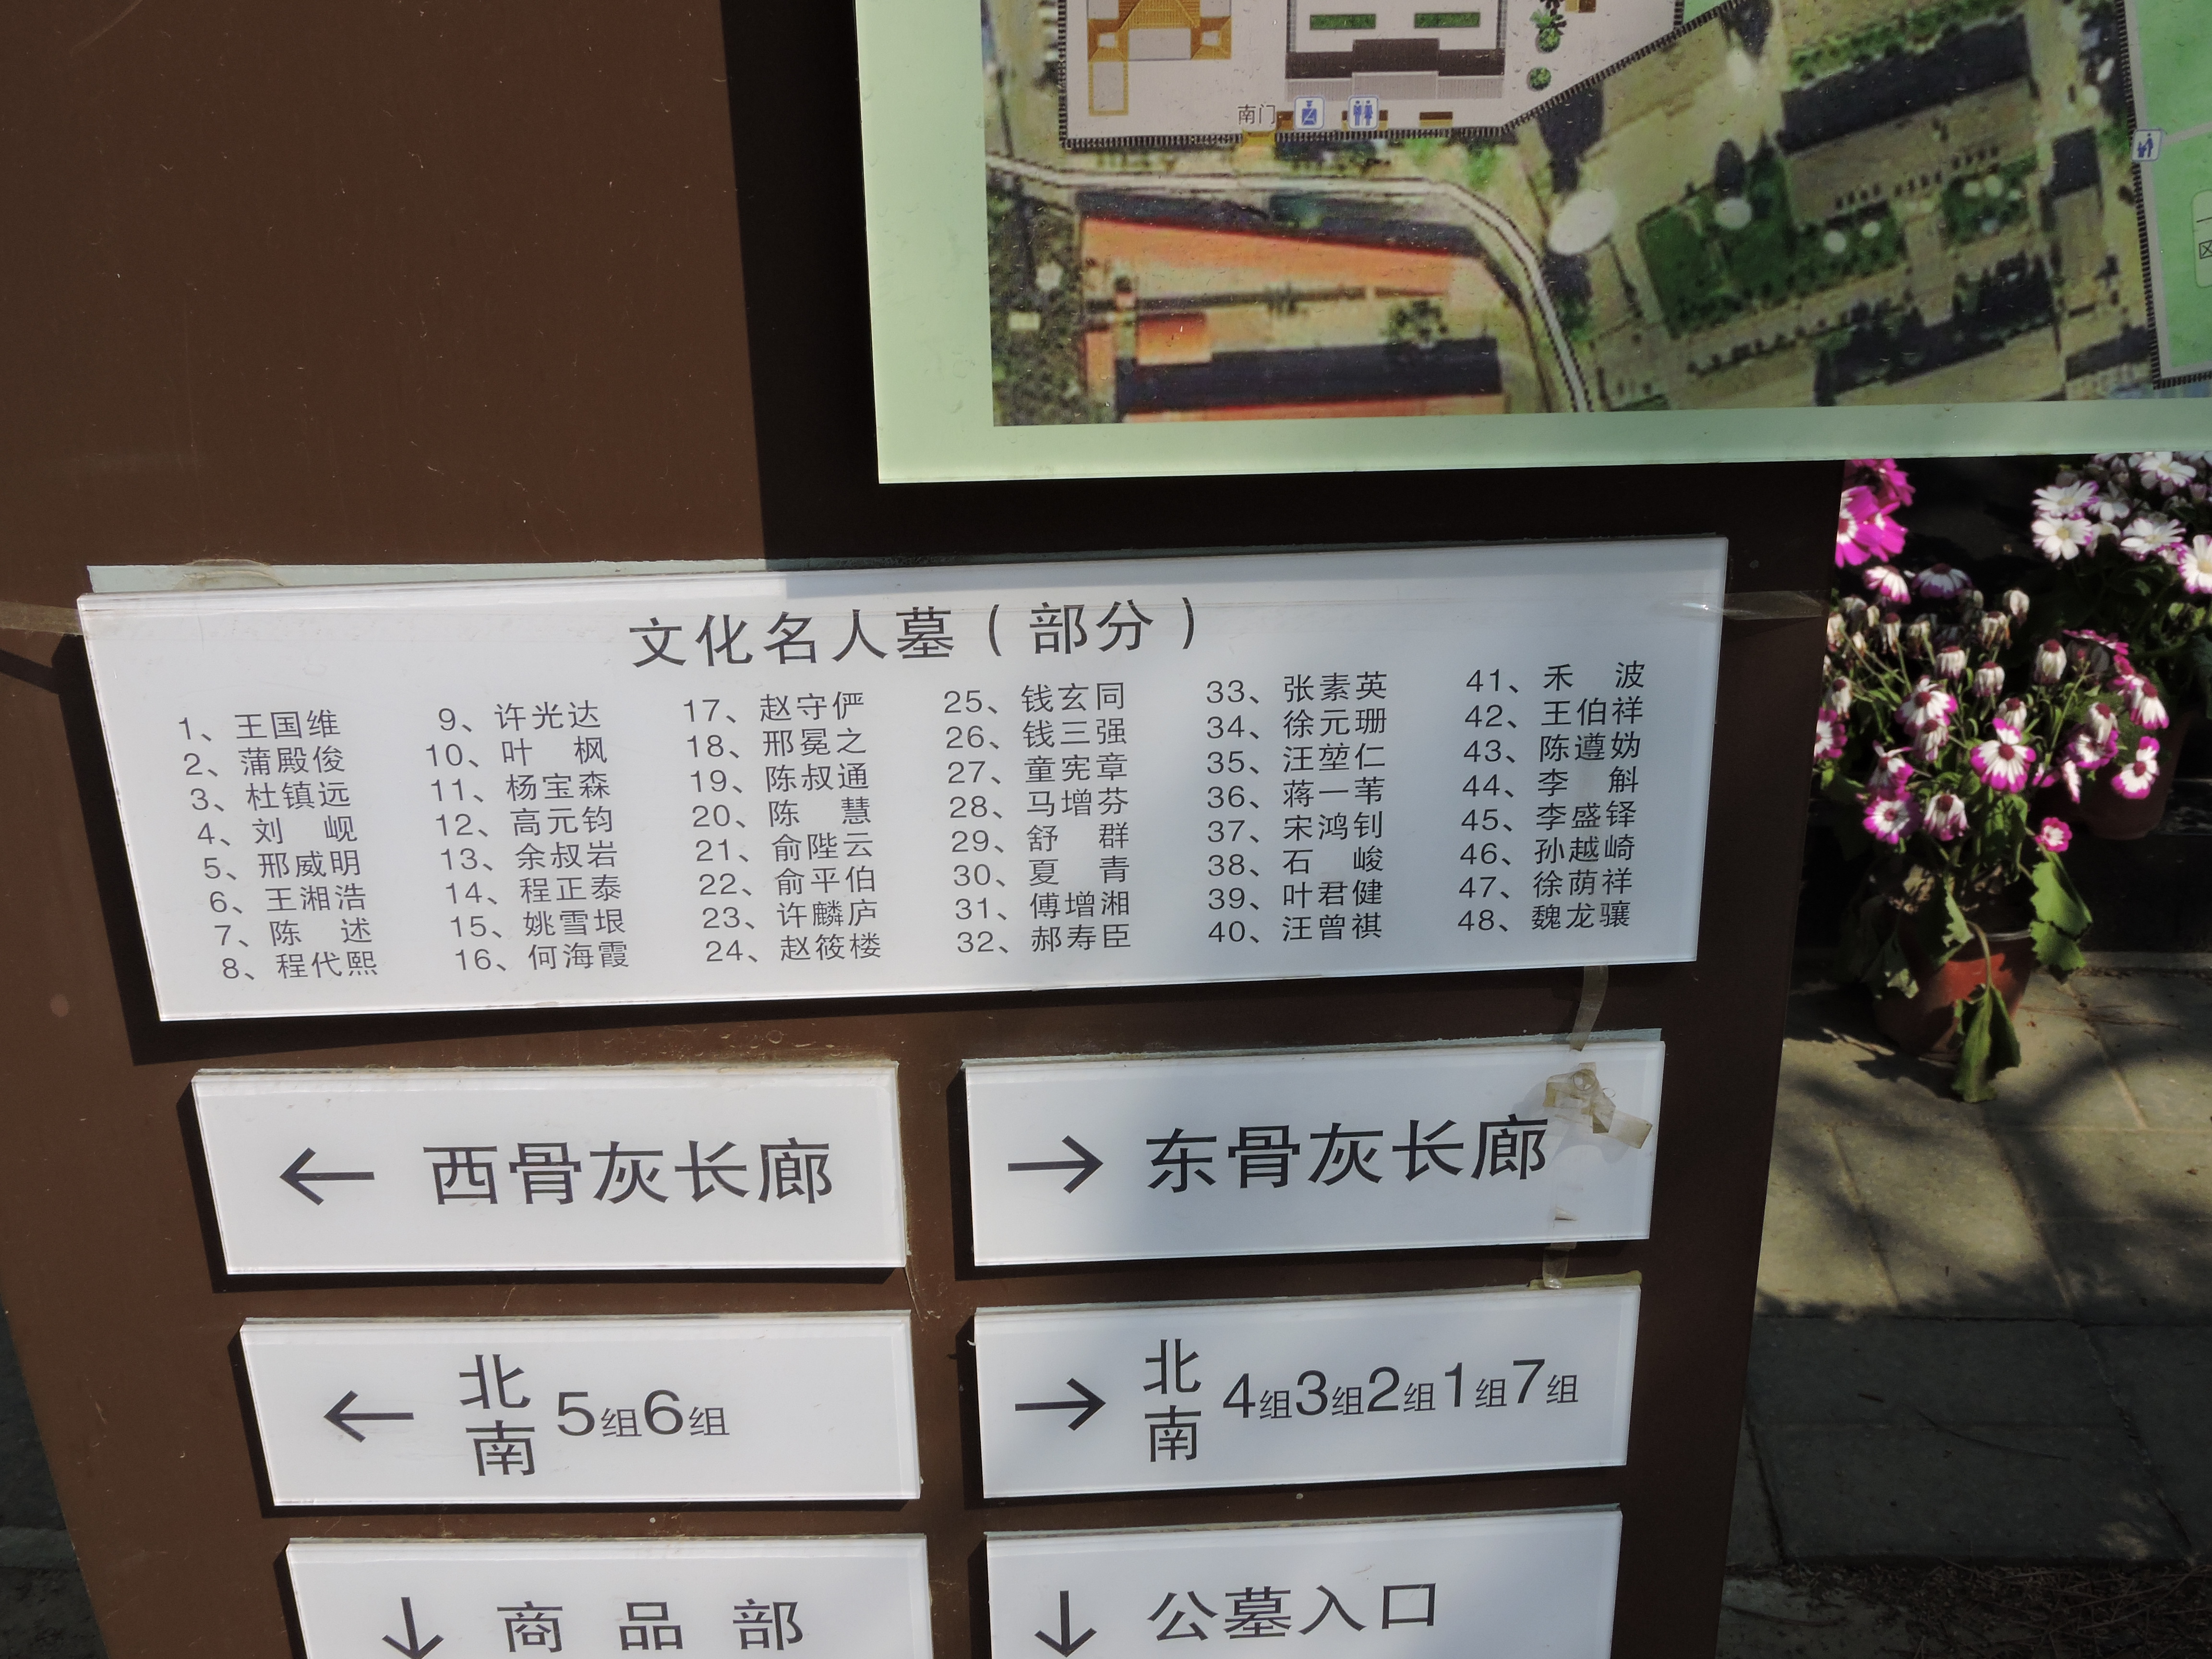 南门
文化名人墓（部分）
1、王国维
2、蒲殿俊
3、杜镇远
4、刘　岘
5、邢威明
6、王湘浩
7、陈　述
8、程代熙
9、许光达
10、叶　枫
11、杨宝森
12、高元钧
13、余叔岩
14、程正泰
15、姚雪垠
16、何海霞
17、赵守俨
18、邢冕之
19、陈叔通
20、陈　慧
21、俞陛云
22、俞平伯
23、许麟庐
24、赵筱楼
25、钱玄同
26、钱三强
27、童宪章
28、马增芬
29、舒　群
30、夏　青
31、傅增湘
32、郝寿臣
33、张素英
34、徐元珊
35、汪堃仁
36、蒋一苇
37、宋鸿钊
38、石　峻
39、叶君健
40、汪曾祺
41、禾　波
42、王伯祥
43、陈遵妫
44、李　斛
45、李盛铎
46、孙越崎
47、徐荫祥
48、魏龙骧
← 西骨灰长廊
→ 东骨灰长廊
← 北南 5组6组
→ 北南 4组3组2组1组7组
↓ 商品部
↓ 公墓入口